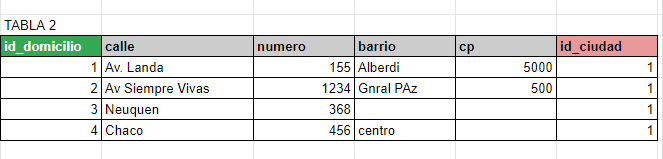 TABLA 2
id_domicilio calle numero barrio cp id_ciudad
1 Av. Landa 155 Alberdi 5000 1
2 Av Siempre Vivas 1234 Gnral PAz 500 1
3 Neuquen 368 1
4 Chaco 456 centro 1